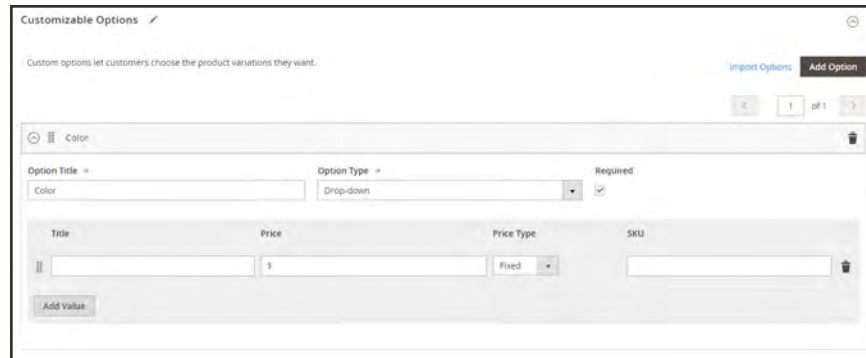 Customizable Options
Custom options let customers choose the product variations they want.
Import Options Add Option
1 of 1
Color
Option Title * Option Type * Required
Color Drop-down
Title Price Price Type SKU
$ Fixed
Add Value